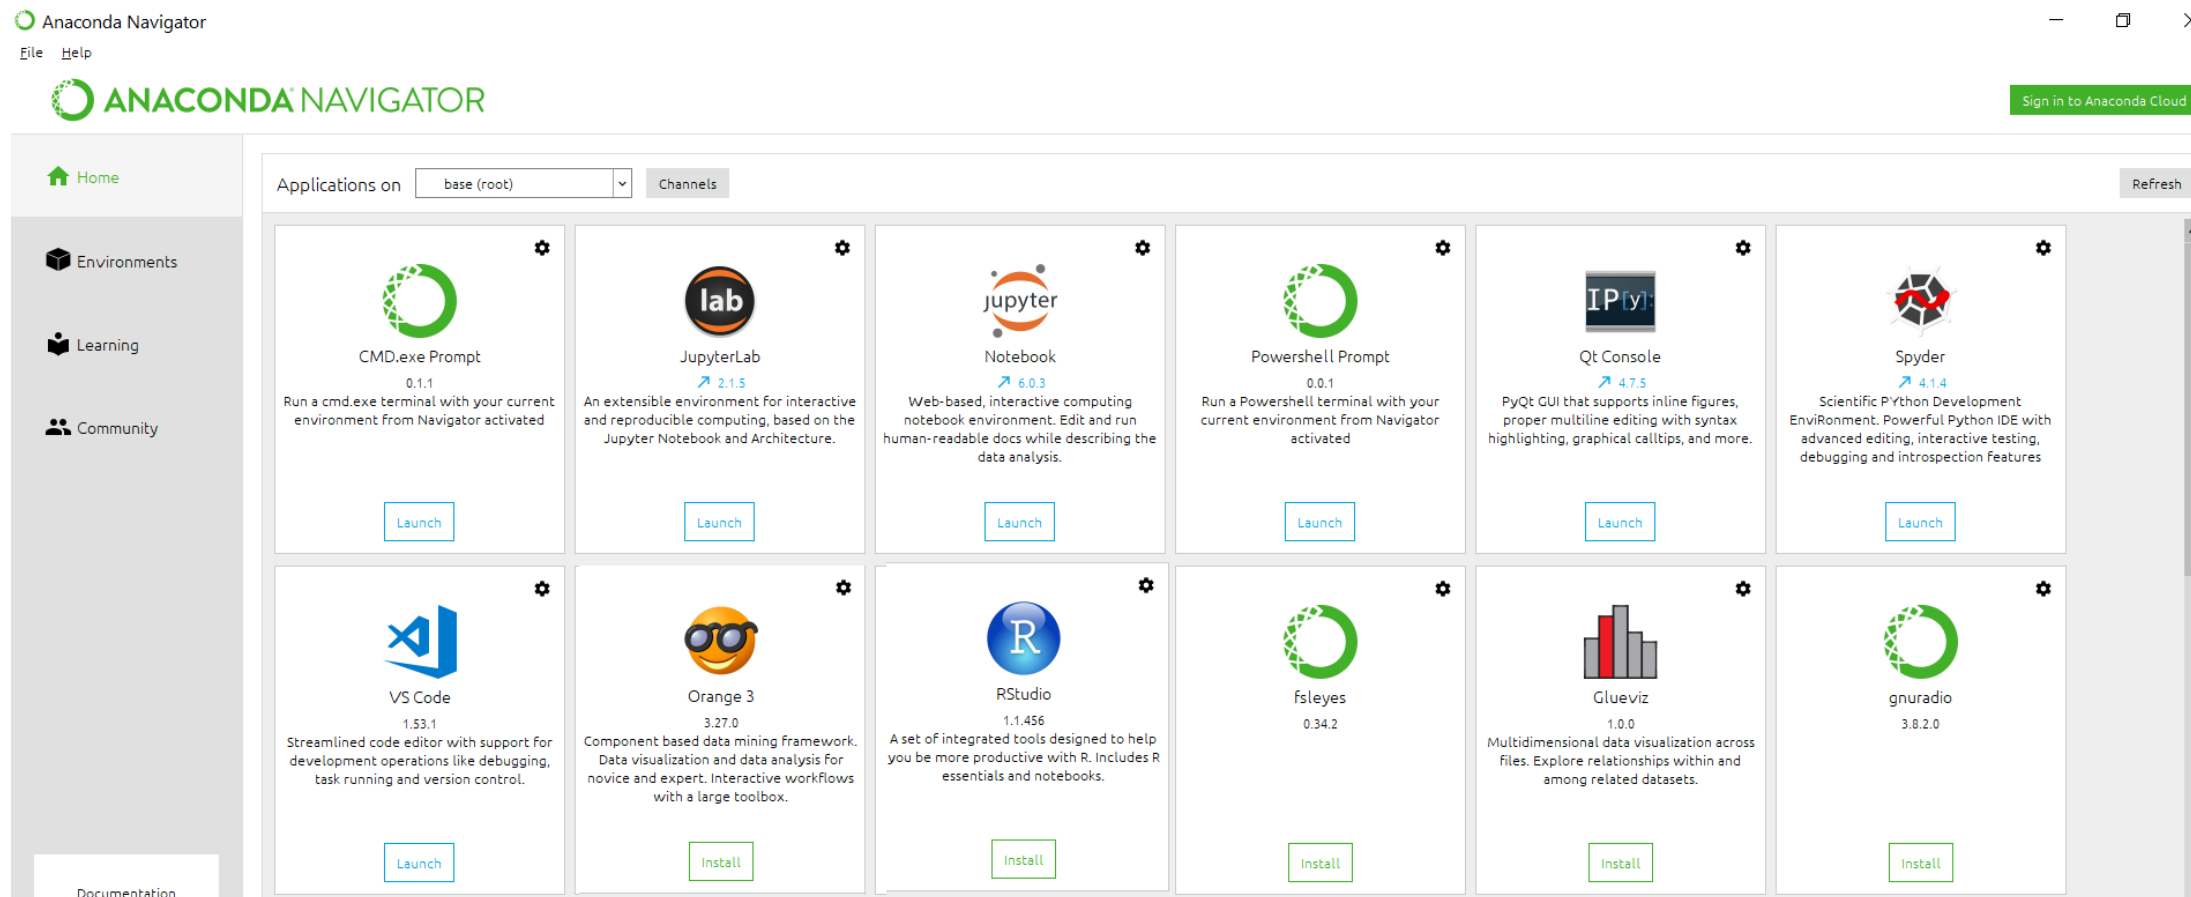 Anaconda Navigator
File Help
ANACONDA NAVIGATOR
Sign in to Anaconda Cloud
Home
Environments
Learning
Community
Documentation
Applications on base (root) Channels Refresh
CMD.exe Prompt
0.1.1
Run a cmd.exe terminal with your current
environment from Navigator activated
Launch
lab
JupyterLab
2.1.5
An extensible environment for interactive
and reproducible computing, based on the
Jupyter Notebook and Architecture.
Launch
jupyter
Notebook
6.0.3
Web-based, interactive computing
notebook environment. Edit and run
human-readable docs while describing the
data analysis.
Launch
Powershell Prompt
0.0.1
Run a Powershell terminal with your
current environment from Navigator
activated
Launch
IP[y]:
Qt Console
4.7.5
PyQt GUI that supports inline figures,
proper multiline editing with syntax
highlighting, graphical calltips, and more.
Launch
Spyder
4.1.4
Scientific PYthon Development
EnviRonment. Powerful Python IDE with
advanced editing, interactive testing,
debugging and introspection features
Launch
VS Code
1.53.1
Streamlined code editor with support for
development operations like debugging,
task running and version control.
Launch
Orange 3
3.27.0
Component based data mining framework.
Data visualization and data analysis for
novice and expert. Interactive workflows
with a large toolbox.
Install
R
RStudio
1.1.456
A set of integrated tools designed to help
you be more productive with R. Includes R
essentials and notebooks.
Install
fsleyes
0.34.2
Install
Glueviz
1.0.0
Multidimensional data visualization across
files. Explore relationships within and
among related datasets.
Install
gnuradio
3.8.2.0
Install